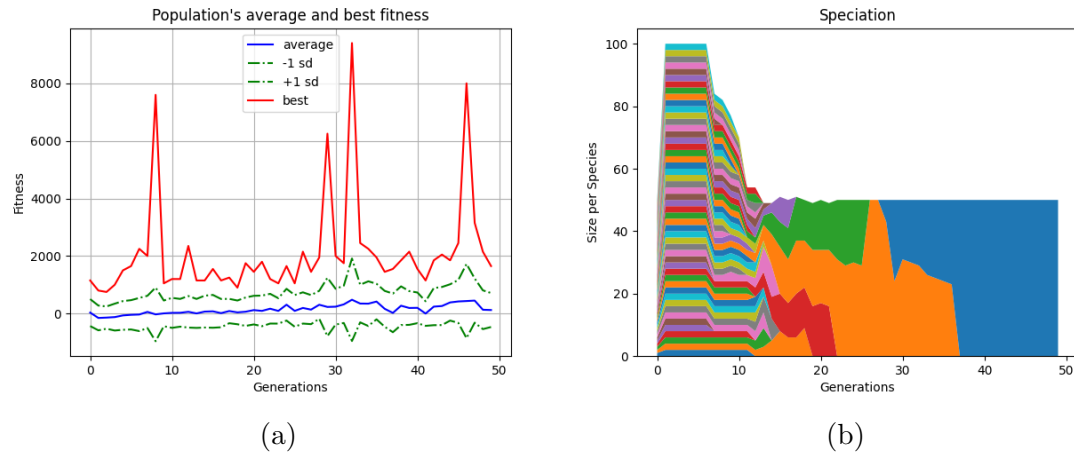 Population's average and best fitness
average
-1 sd
+1 sd
best
Fitness
8000
6000
4000
2000
0
0 10 20 30 40 50
Generations
(a)
Speciation
Size per Species
100
80
60
40
20
0
0 10 20 30 40 50
Generations
(b)